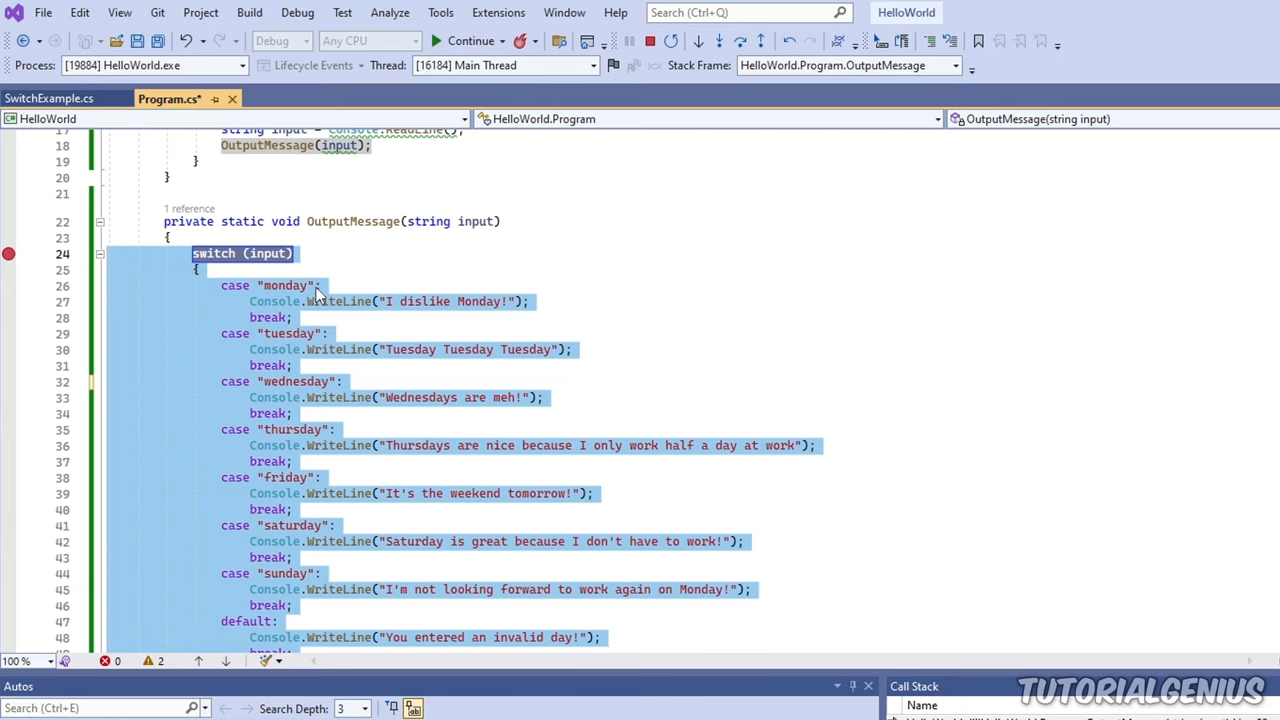 File Edit View Git Project Build Debug Test Analyze Tools Extensions Window Help Search (Ctrl+Q) HelloWorld
Debug Any CPU Continue
Process: [19884] HelloWorld.exe Lifecycle Events Thread: [16184] Main Thread Stack Frame: HelloWorld.Program.OutputMessage
SwitchExample.cs Program.cs*
HelloWorld HelloWorld.Program OutputMessage(string input)
17 string input = Console.ReadLine();
18 OutputMessage(input);
19 }
20 }
21
1 reference
22 private static void OutputMessage(string input)
23 {
24 switch (input)
25 {
26 case "monday":
27 Console.WriteLine("I dislike Monday!");
28 break;
29 case "tuesday":
30 Console.WriteLine("Tuesday Tuesday Tuesday");
31 break;
32 case "wednesday":
33 Console.WriteLine("Wednesdays are meh!");
34 break;
35 case "thursday":
36 Console.WriteLine("Thursdays are nice because I only work half a day at work");
37 break;
38 case "friday":
39 Console.WriteLine("It's the weekend tomorrow!");
40 break;
41 case "saturday":
42 Console.WriteLine("Saturday is great because I don't have to work!");
43 break;
44 case "sunday":
45 Console.WriteLine("I'm not looking forward to work again on Monday!");
46 break;
47 default:
48 Console.WriteLine("You entered an invalid day!");
100 % 0 2
Autos Call Stack
Search (Ctrl+E) Search Depth: 3 Name
TUTORIALGENIUS